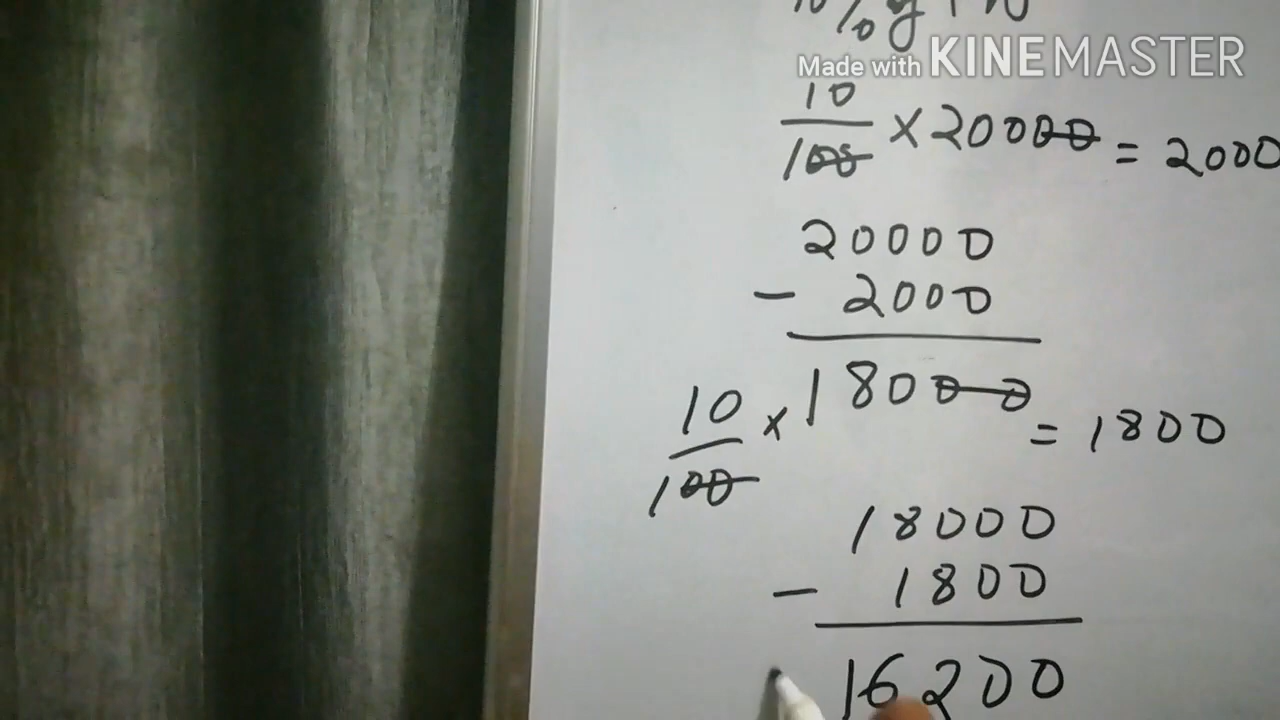 Made with KINEMASTER
10/100 × 20000 = 2000
20000
- 2000
18000
10/100 × 18000 = 1800
18000
- 1800
16200